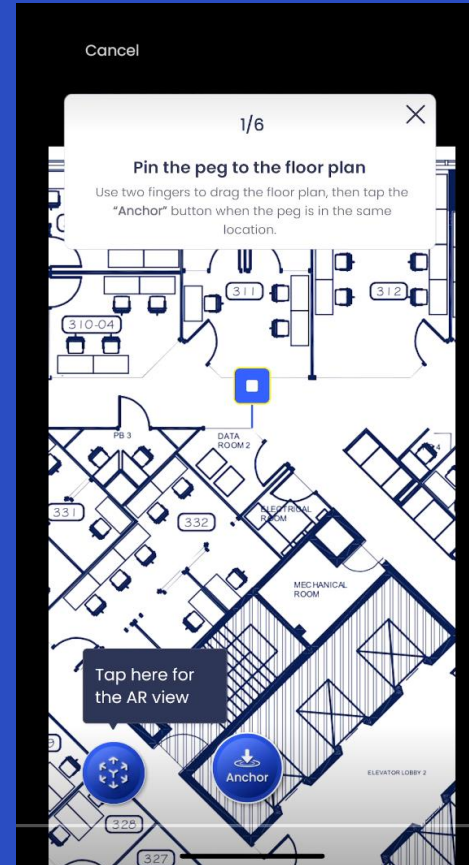 Cancel
1/6
Pin the peg to the floor plan
Use two fingers to drag the floor plan, then tap the
“Anchor” button when the peg is in the same
location.
311
312
310-04
PB 3
DATA
ROOM 2
331
332
ELECTRICAL
ROOM
MECHANICAL
ROOM
Tap here for
the AR view
Anchor
ELEVATOR LOBBY 2
328
327